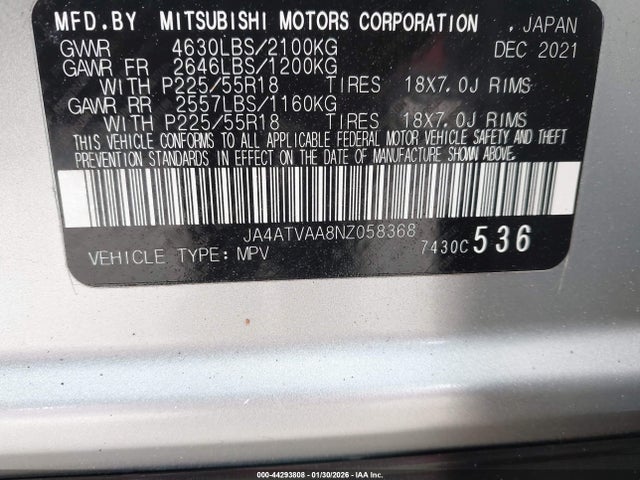 MFD.BY MITSUBISHI MOTORS CORPORATION , JAPAN
GVWR 4630LBS/2100KG DEC 2021
GAWR FR 2646LBS/1200KG
WITH P225/55R18 TIRES 18X7.0J RIMS
GAWR RR 2557LBS/1160KG
WITH P225/55R18 TIRES 18X7.0J RIMS
THIS VEHICLE CONFORMS TO ALL APPLICABLE FEDERAL MOTOR VEHICLE SAFETY AND THEFT
PREVENTION STANDARDS IN EFFECT ON THE DATE OF MANUFACTURE SHOWN ABOVE.
JA4ATVAA8NZ058368
VEHICLE TYPE: MPV 7430C 536
000-44293808 - 01/30/2026 - IAA Inc.